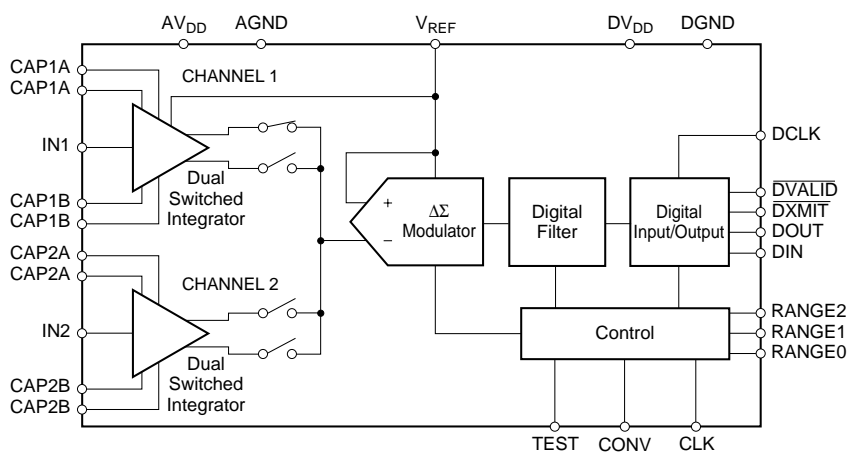 AVDD
AGND
VREF
DVDD
DGND
CAP1A
CAP1A
CHANNEL 1
IN1
DCLK
Dual
Switched
Integrator
CAP1B
CAP1B
+
–
ΔΣ
Modulator
Digital
Filter
Digital
Input/Output
DVALID
DXMIT
DOUT
DIN
CAP2A
CAP2A
CHANNEL 2
IN2
Dual
Switched
Integrator
CAP2B
CAP2B
Control
RANGE2
RANGE1
RANGE0
TEST
CONV
CLK